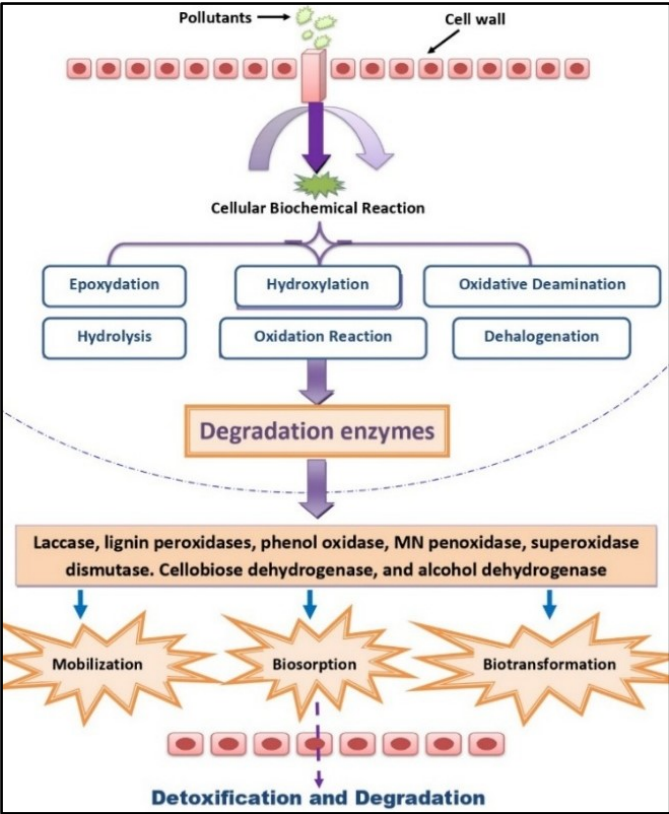 Pollutants
Cell wall
Cellular Biochemical Reaction
Epoxydation
Hydroxylation
Oxidative Deamination
Hydrolysis
Oxidation Reaction
Dehalogenation
Degradation enzymes
Laccase, lignin peroxidases, phenol oxidase, MN penoxidase, superoxidase
dismutase. Cellobiose dehydrogenase, and alcohol dehydrogenase
Mobilization
Biosorption
Biotransformation
Detoxification and Degradation